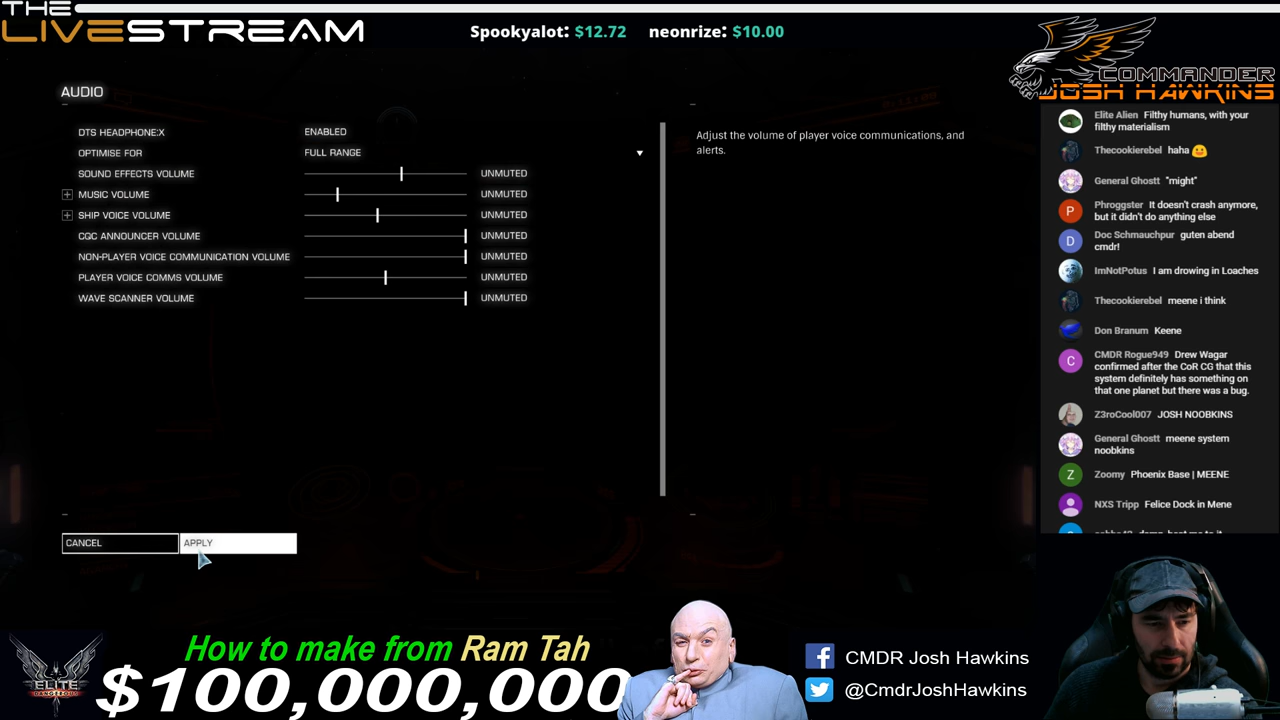 THE
LIVESTREAM
Spookyalot: $12.72 neonrize: $10.00
COMMANDER
JOSH HAWKINS
AUDIO
DTS HEADPHONE:X ENABLED
OPTIMISE FOR FULL RANGE
SOUND EFFECTS VOLUME UNMUTED
MUSIC VOLUME UNMUTED
SHIP VOICE VOLUME UNMUTED
CQC ANNOUNCER VOLUME UNMUTED
NON-PLAYER VOICE COMMUNICATION VOLUME UNMUTED
PLAYER VOICE COMMS VOLUME UNMUTED
WAVE SCANNER VOLUME UNMUTED
Adjust the volume of player voice communications, and
alerts.
CANCEL APPLY
Elite Alien Filthy humans, with your
filthy materialism
Thecookierebel haha
General Ghostt "might"
P
Phroggster It doesn't crash anymore,
but it didn't do anything else
D
Doc Schmauchpur guten abend
cmdr!
ImNotPotus I am drowing in Loaches
Thecookierebel meene i think
Don Branum Keene
C
CMDR Rogue949 Drew Wagar
confirmed after the CoR CG that this
system definitely has something on
that one planet but there was a bug.
Z3roCool007 JOSH NOOBKINS
General Ghostt meene system
noobkins
Z
Zoomy Phoenix Base | MEENE
NXS Tripp Felice Dock in Mene
How to make from Ram Tah
$100,000,000
ELITE
DANGEROUS
CMDR Josh Hawkins
@CmdrJoshHawkins